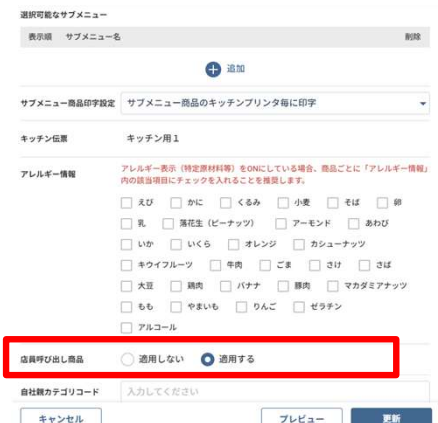 選択可能なサブメニュー
表示順 サブメニュー名 削除
追加
サブメニュー商品印字設定 サブメニュー商品のキッチンプリンタ毎に印字
キッチン伝票 キッチン用1
アレルギー情報 アレルギー表示（特定原材料等）をONにしている場合、商品ごとに「アレルギー情報」
内の該当項目にチェックを入れることを推奨します。
えび かに くるみ 小麦 そば 卵
乳 落花生（ピーナッツ） アーモンド あわび
いか いくら オレンジ カシューナッツ
キウイフルーツ 牛肉 ごま さけ さば
大豆 鶏肉 バナナ 豚肉 マカダミアナッツ
もも やまいも りんご ゼラチン
アルコール
店員呼び出し商品 適用しない 適用する
自社親カテゴリコード 入力してください
キャンセル プレビュー 更新